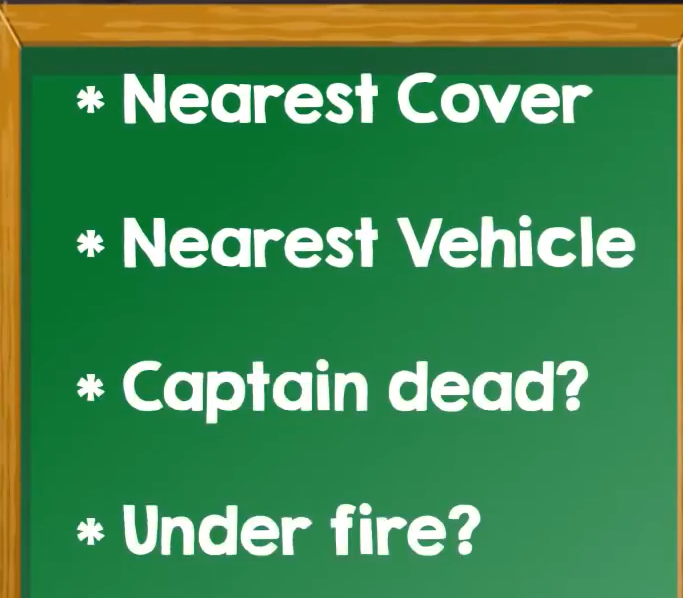 * Nearest Cover
* Nearest Vehicle
* Captain dead?
* Under fire?